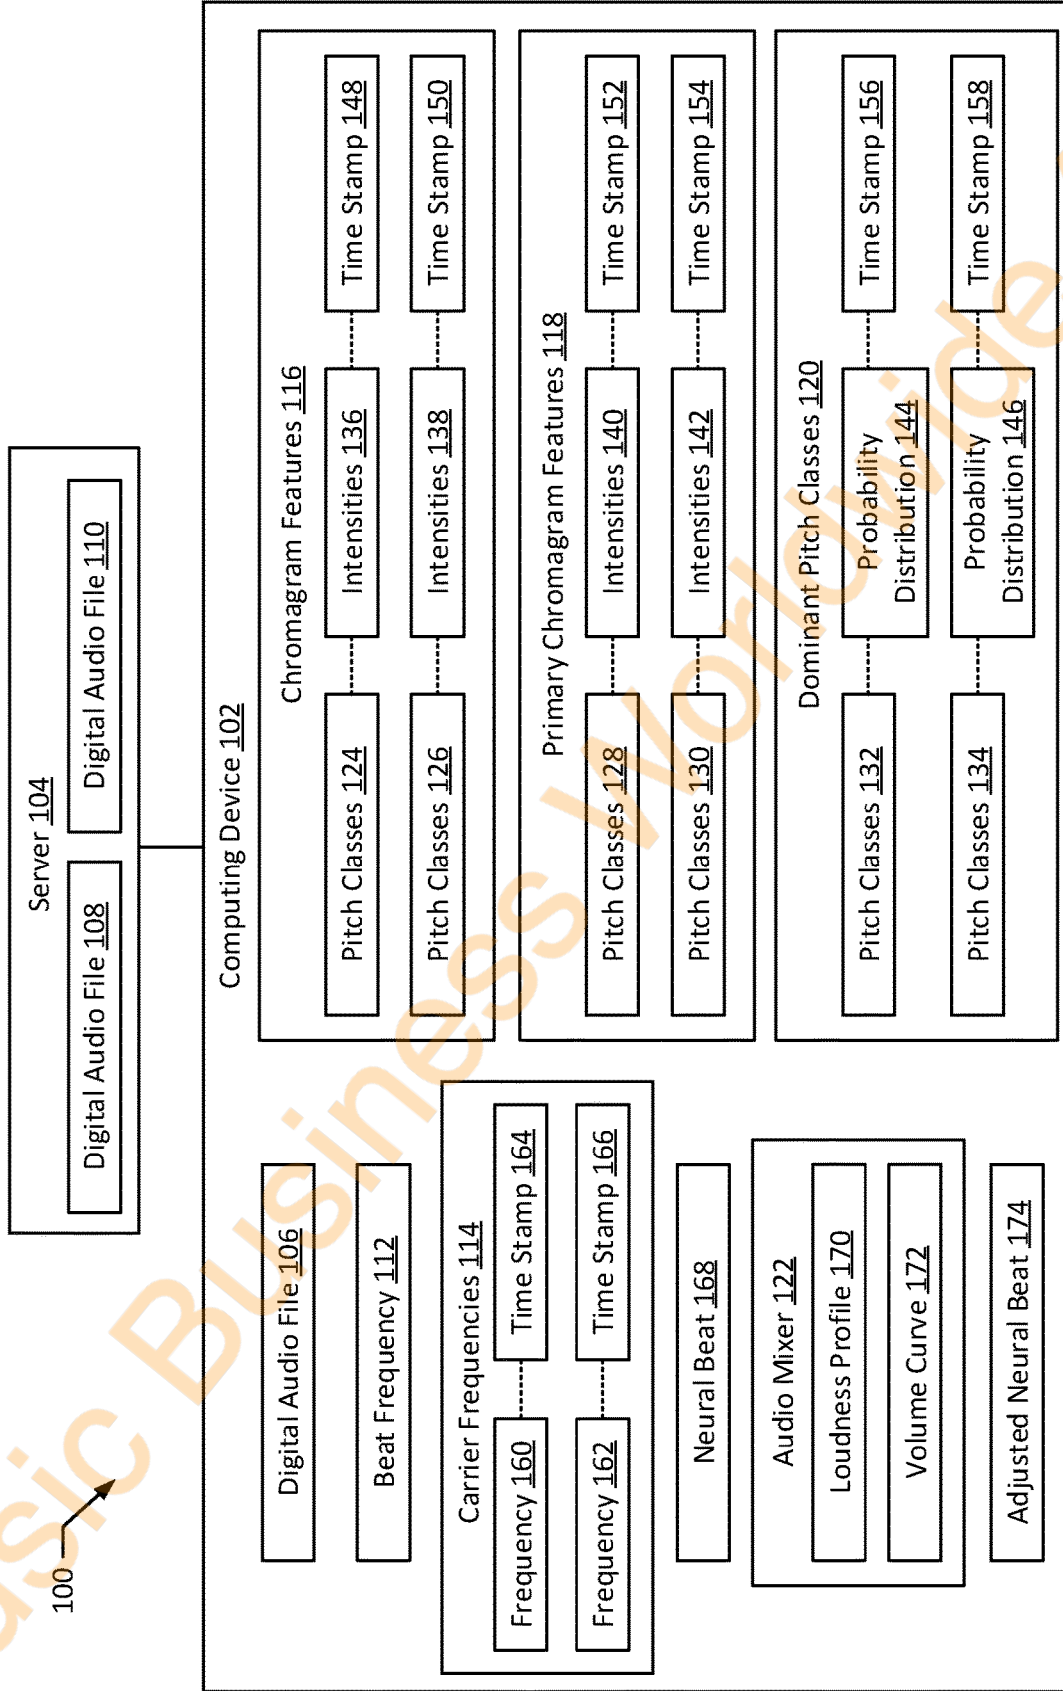 100
Server 104
Digital Audio File 108
Digital Audio File 110
Computing Device 102
Digital Audio File 106
Beat Frequency 112
Carrier Frequencies 114
Frequency 160
Time Stamp 164
Frequency 162
Time Stamp 166
Neural Beat 168
Audio Mixer 122
Loudness Profile 170
Volume Curve 172
Adjusted Neural Beat 174
Chromagram Features 116
Pitch Classes 124
Intensities 136
Time Stamp 148
Pitch Classes 126
Intensities 138
Time Stamp 150
Primary Chromagram Features 118
Pitch Classes 128
Intensities 140
Time Stamp 152
Pitch Classes 130
Intensities 142
Time Stamp 154
Dominant Pitch Classes 120
Pitch Classes 132
Probability
Distribution 144
Time Stamp 156
Pitch Classes 134
Probability
Distribution 146
Time Stamp 158
usic Business Worldwide